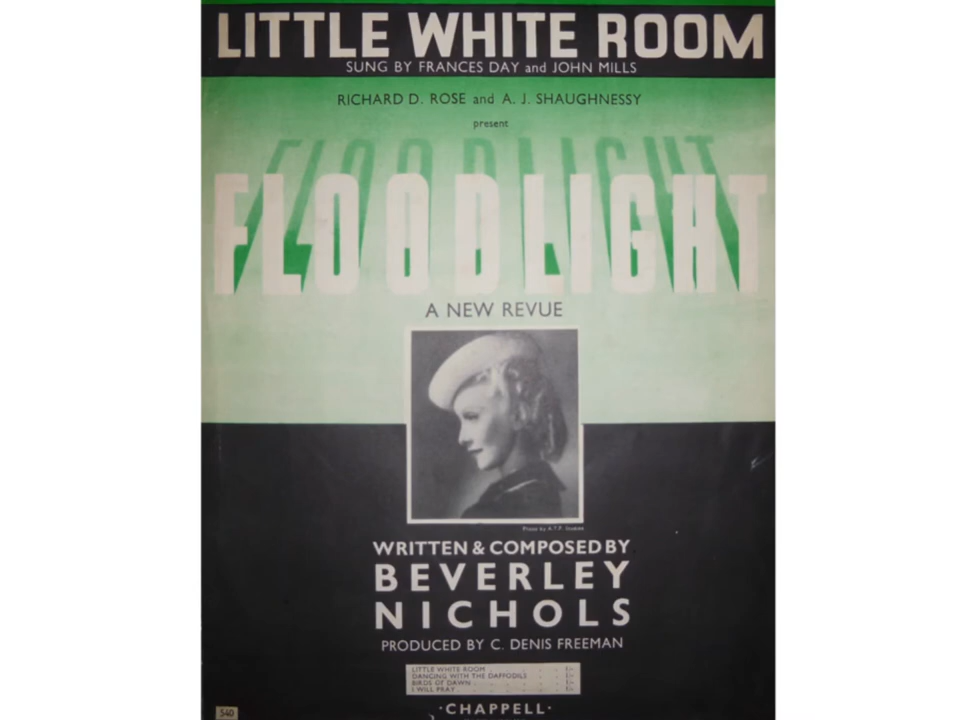 LITTLE WHITE ROOM
SUNG BY FRANCES DAY and JOHN MILLS
RICHARD D. ROSE and A. J. SHAUGHNESSY
present
FLOODLIGHT
A NEW REVUE
Photo by A.T.P.
WRITTEN & COMPOSED BY
BEVERLEY
NICHOLS
PRODUCED BY C. DENIS FREEMAN
LITTLE WHITE ROOM
DANCING WITH THE DAFFODILS
BIRDS OF DAWN
I WILL PRAY
·CHAPPELL·
540